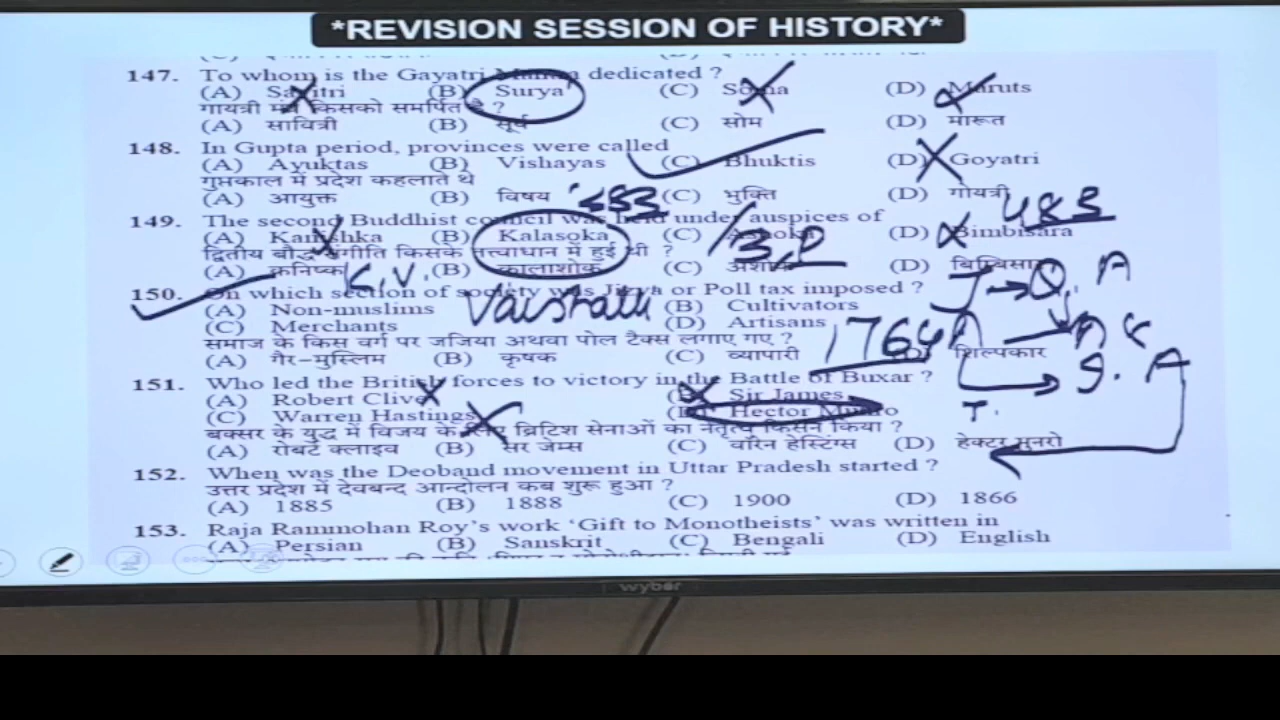 *REVISION SESSION OF HISTORY*
147. To whom is the Gayatri dedicated ?
(A) Savitri (B) Surya (C) Soma (D) Maruts
गायत्री मंत्र किसको समर्पित है ?
(A) सावित्री (B) सूर्य (C) सोम (D) मारूत
148. In Gupta period, provinces were called
(A) Ayuktas (B) Vishayas (C) Bhuktis (D) Goyatri
गुप्तकाल में प्रदेश कहलाते थे
(A) आयुक्त (B) विषय (C) भुक्ति (D) गोयत्री
483
149. The second Buddhist council was held under auspices of
(A) Kanishka (B) Kalasoka (C) Ashoka (D) Bimbisara
द्वितीय बौद्ध संगीति किसके तत्त्वाधान में हुई थी ?
(A) कनिष्क (B) कालाशोक (C) अशोक (D) बिम्बिसार
K.V.
150. On which section of society was Jizya or Poll tax imposed ?
(A) Non-muslims (B) Cultivators
(C) Merchants (D) Artisans
समाज के किस वर्ग पर जजिया अथवा पोल टैक्स लगाए गए ?
(A) गैर-मुस्लिम (B) कृषक (C) व्यापारी (D) शिल्पकार
1764
151. Who led the British forces to victory in the Battle of Buxar ?
(A) Robert Clive (B) Sir James
(C) Warren Hastings (D) Hector Munro
बक्सर के युद्ध में विजय के लिए ब्रिटिश सेनाओं का नेतृत्व किसने किया ?
(A) रोबर्ट क्लाइव (B) सर जेम्स (C) वॉरेन हेस्टिंग्स (D) हेक्टर मुनरो
152. When was the Deoband movement in Uttar Pradesh started ?
उत्तर प्रदेश में देवबन्द आन्दोलन कब शुरू हुआ ?
(A) 1885 (B) 1888 (C) 1900 (D) 1866
153. Raja Rammohan Roy's work 'Gift to Monotheists' was written in
(A) Persian (B) Sanskrit (C) Bengali (D) English
wyber